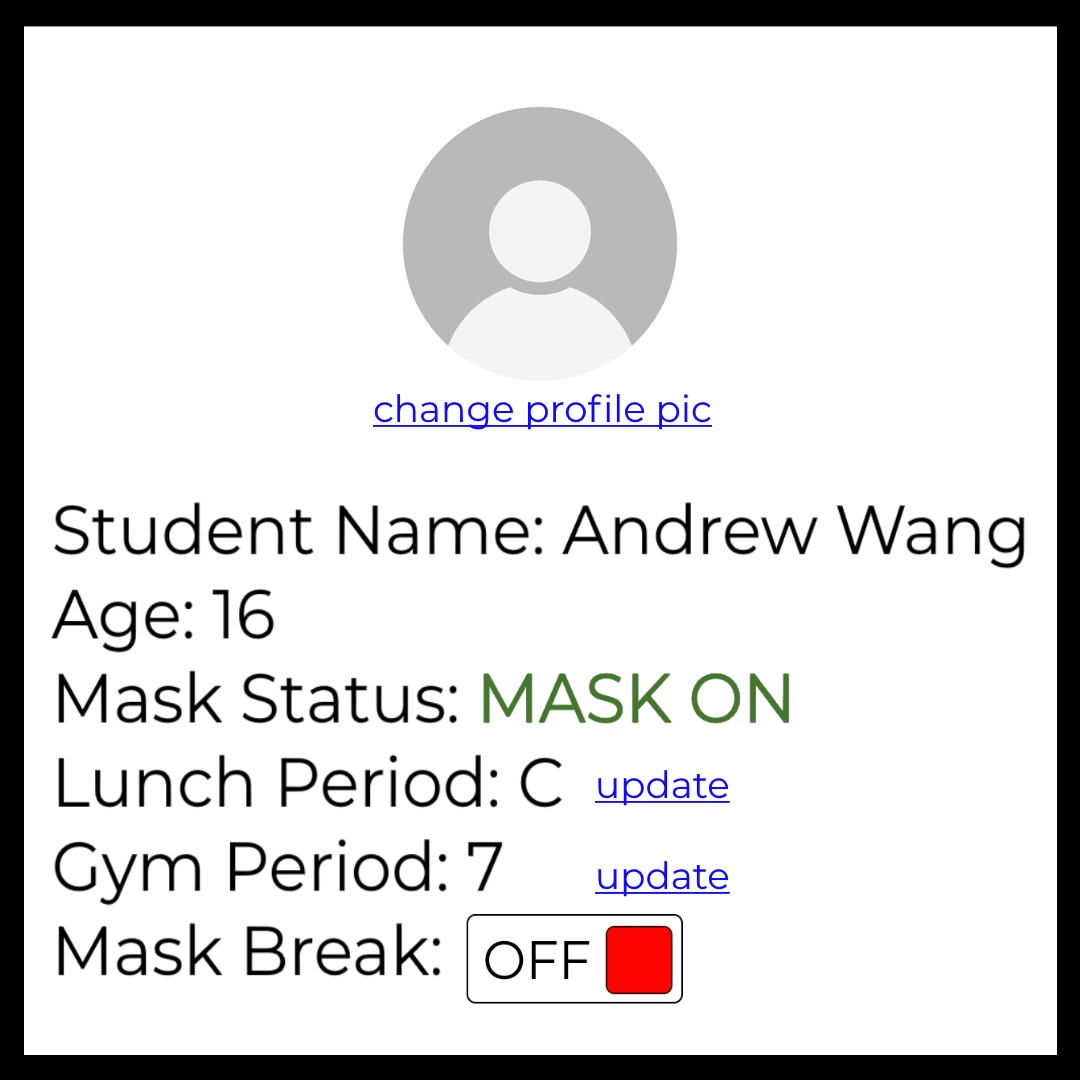 change profile pic
Student Name: Andrew Wang
Age: 16
Mask Status: MASK ON
Lunch Period: C update
Gym Period: 7 update
Mask Break: OFF